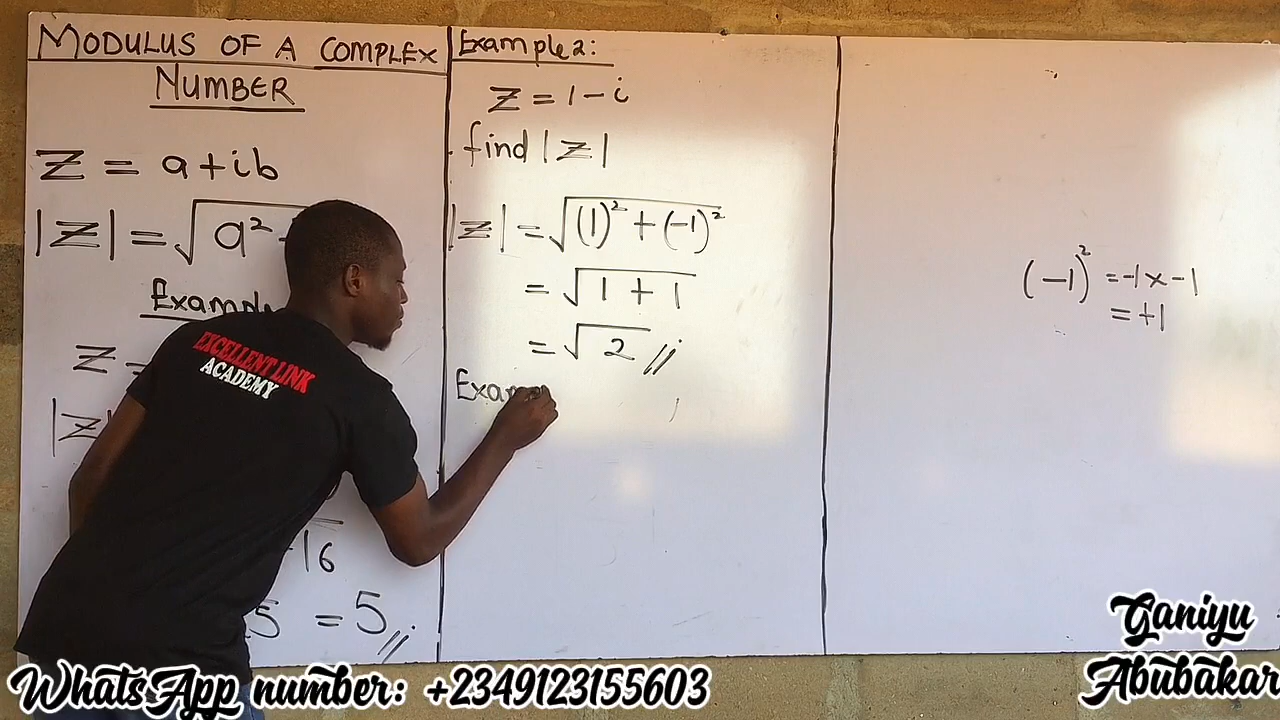 MODULUS OF A COMPLEX
NUMBER
Z = a+ib
|Z| = √a²
Z =
|Z|
16
5 = 5
Example 2:
Z = 1-i
find |Z|
|Z| = √(1)² + (-1)²
= √1 + 1
= √2
(-1)² = -1 x -1
= +1
EXCELLENT LINK
ACADEMY
WhatsApp number: +2349123155603
Ganiyu
Abubakar